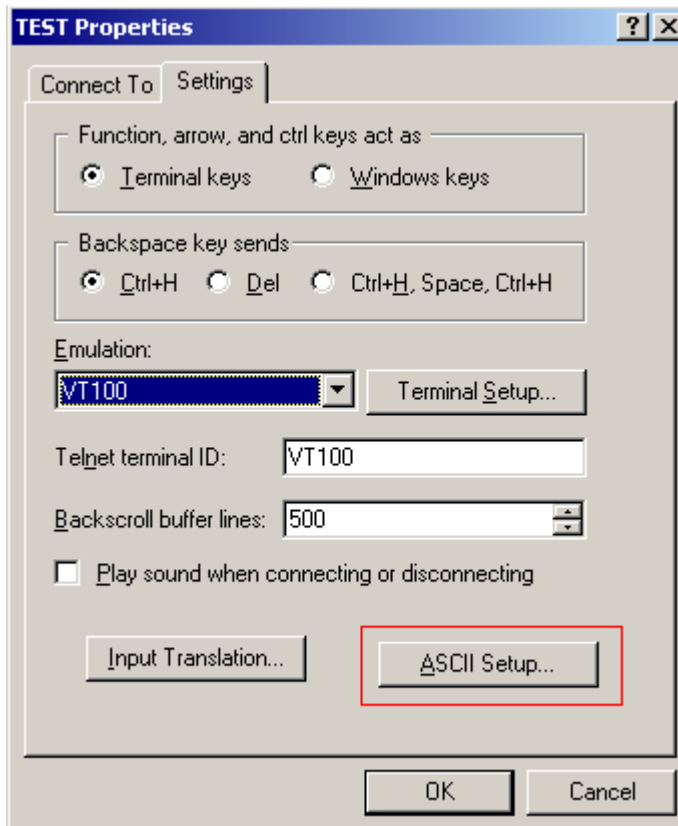 TEST Properties
Connect To Settings
Function, arrow, and ctrl keys act as
Terminal keys Windows keys
Backspace key sends
Ctrl+H Del Ctrl+H, Space, Ctrl+H
Emulation:
VT100 Terminal Setup...
Telnet terminal ID: VT100
Backscroll buffer lines: 500
Play sound when connecting or disconnecting
Input Translation... ASCII Setup...
OK Cancel